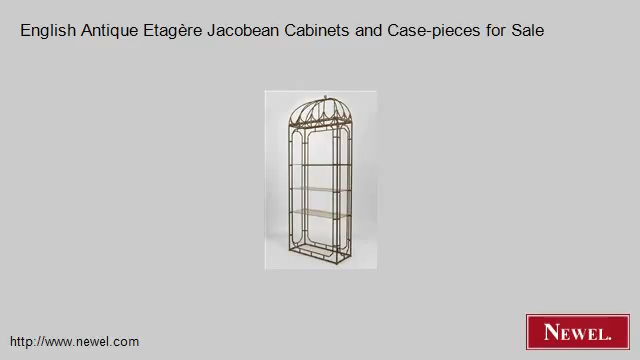 English Antique Etagère Jacobean Cabinets and Case-pieces for Sale
NEWEL.
http://www.newel.com